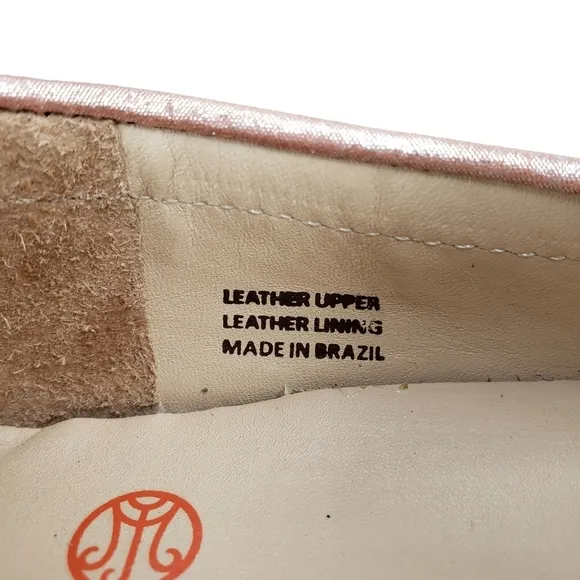 LEATHER UPPER
LEATHER LINING
MADE IN BRAZIL